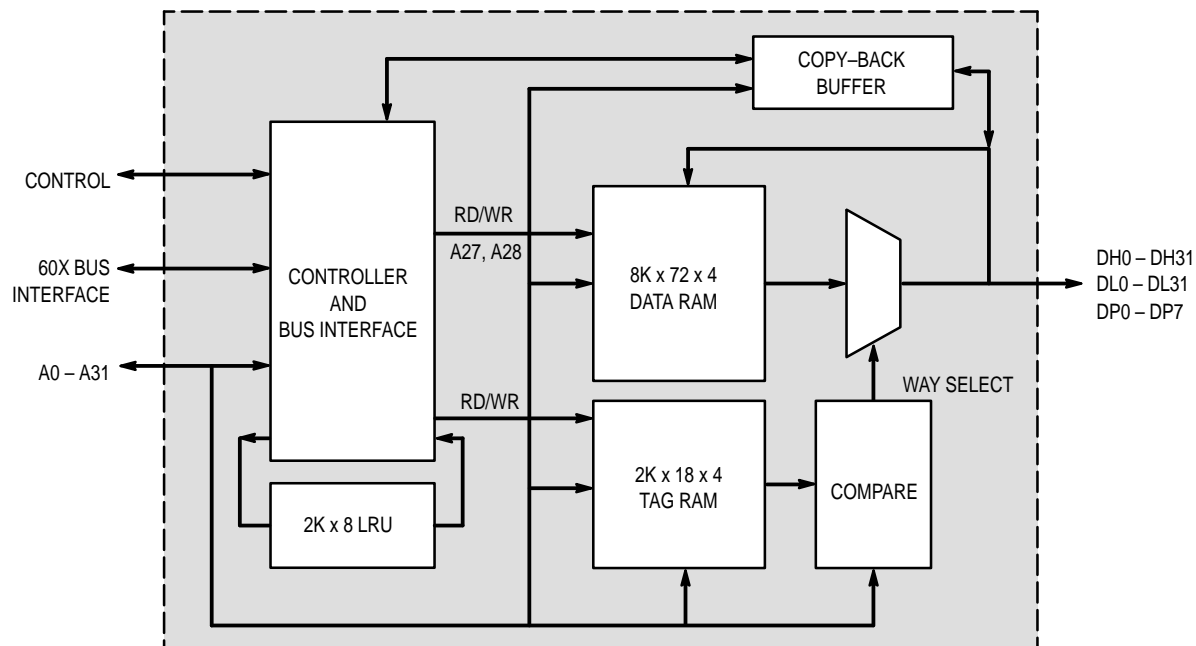 COPY–BACK
BUFFER
CONTROL
60X BUS
INTERFACE
A0 – A31
CONTROLLER
AND
BUS INTERFACE
2K x 8 LRU
RD/WR
A27, A28
8K x 72 x 4
DATA RAM
RD/WR
2K x 18 x 4
TAG RAM
WAY SELECT
COMPARE
DH0 – DH31
DL0 – DL31
DP0 – DP7